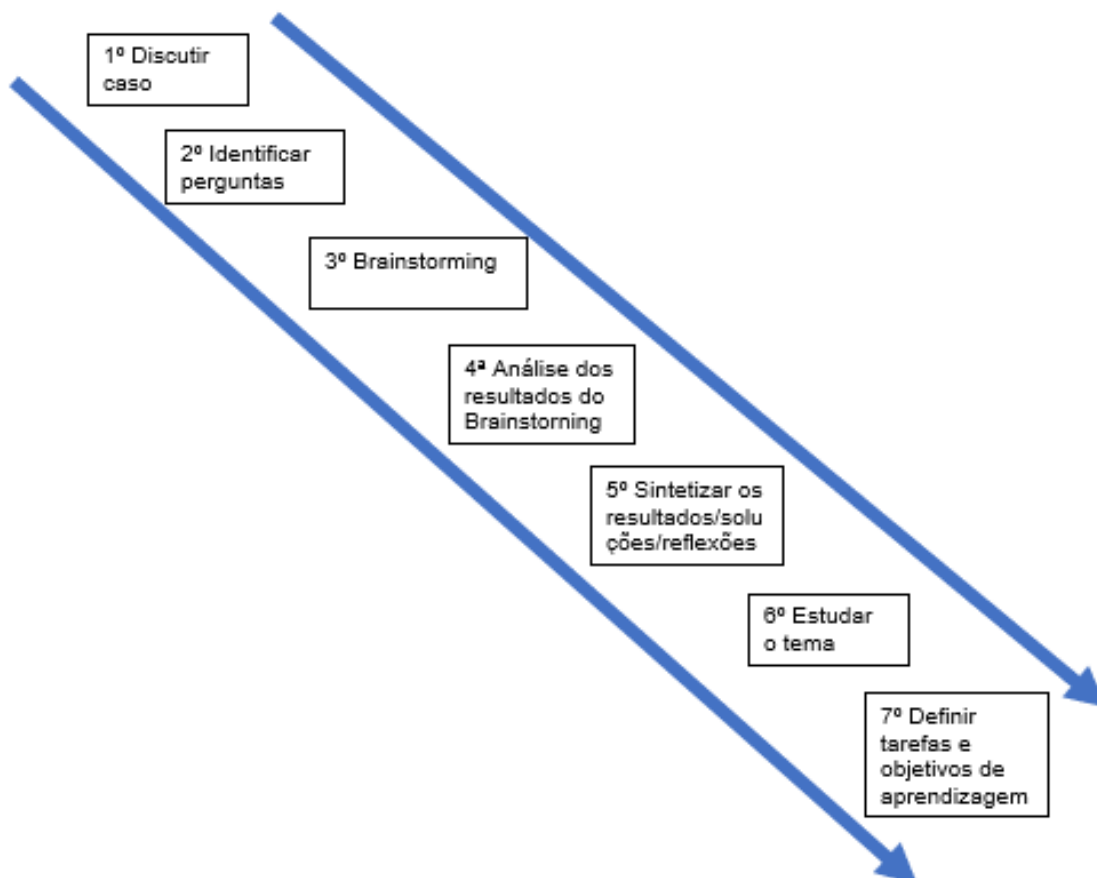 1º Discutir
caso
2º Identificar
perguntas
3º Brainstorming
4ª Análise dos
resultados do
Brainstorning
5º Sintetizar os
resultados/solu
ções/reflexões
6º Estudar
o tema
7º Definir
tarefas e
objetivos de
aprendizagem